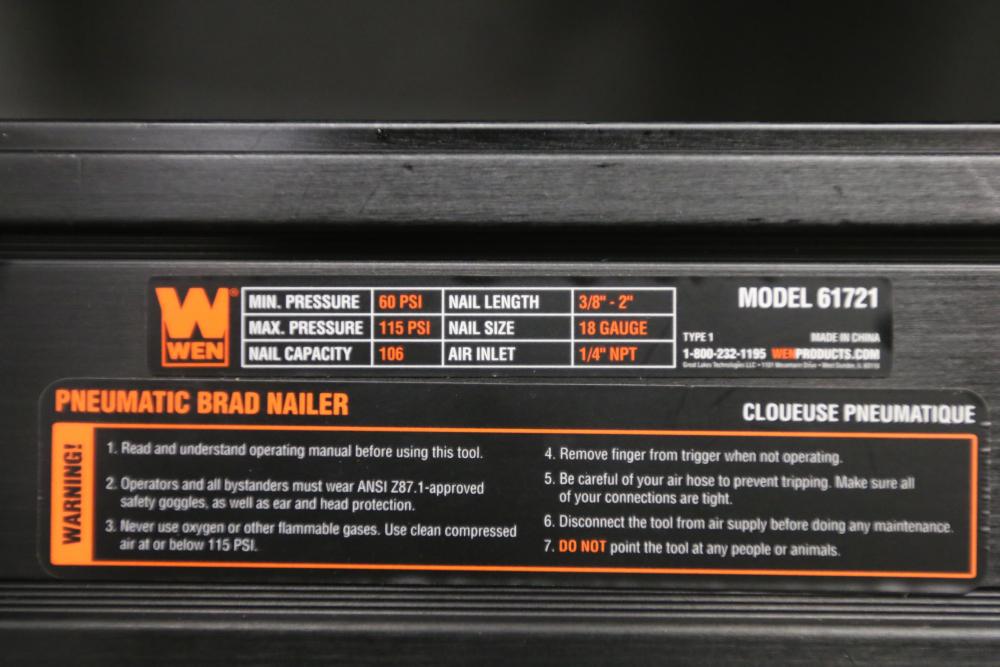 WEN®
MIN. PRESSURE 60 PSI NAIL LENGTH 3/8" - 2"
MAX. PRESSURE 115 PSI NAIL SIZE 18 GAUGE
NAIL CAPACITY 106 AIR INLET 1/4" NPT
MODEL 61721
TYPE 1 MADE IN CHINA
1-800-232-1195 WENPRODUCTS.COM
Great Lakes Technologies LLC
PNEUMATIC BRAD NAILER
CLOUEUSE PNEUMATIQUE
WARNING!
1. Read and understand operating manual before using this tool.
2. Operators and all bystanders must wear ANSI Z87.1-approved
safety goggles, as well as ear and head protection.
3. Never use oxygen or other flammable gases. Use clean compressed
air at or below 115 PSI.
4. Remove finger from trigger when not operating.
5. Be careful of your air hose to prevent tripping. Make sure all
of your connections are tight.
6. Disconnect the tool from air supply before doing any maintenance.
7. DO NOT point the tool at any people or animals.